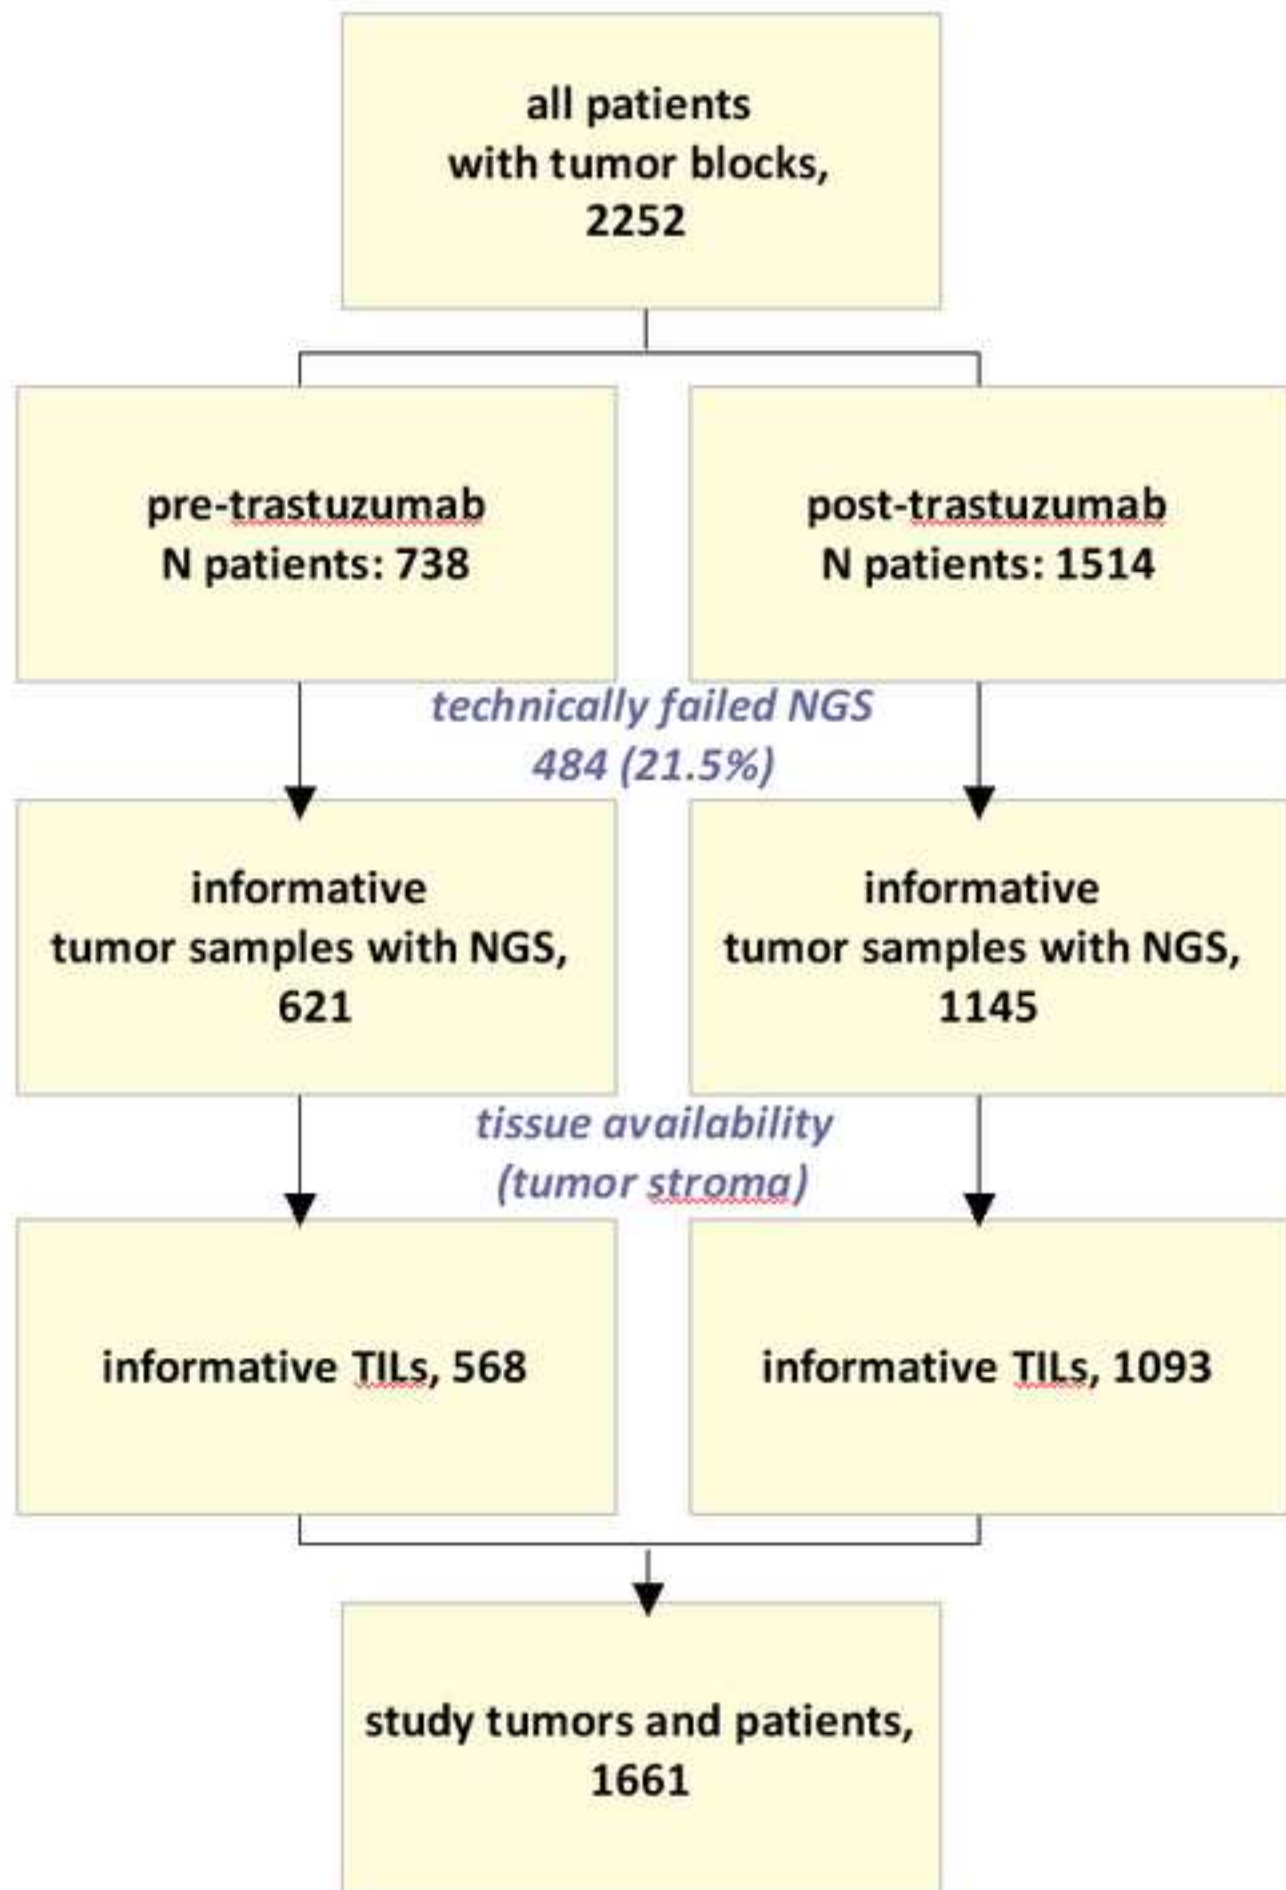 all patients
with tumor blocks,
2252
pre-trastuzumab
N patients: 738
post-trastuzumab
N patients: 1514
technically failed NGS
484 (21.5%)
informative
tumor samples with NGS,
621
informative
tumor samples with NGS,
1145
tissue availability
(tumor stroma)
informative TILs, 568
informative TILs, 1093
study tumors and patients,
1661